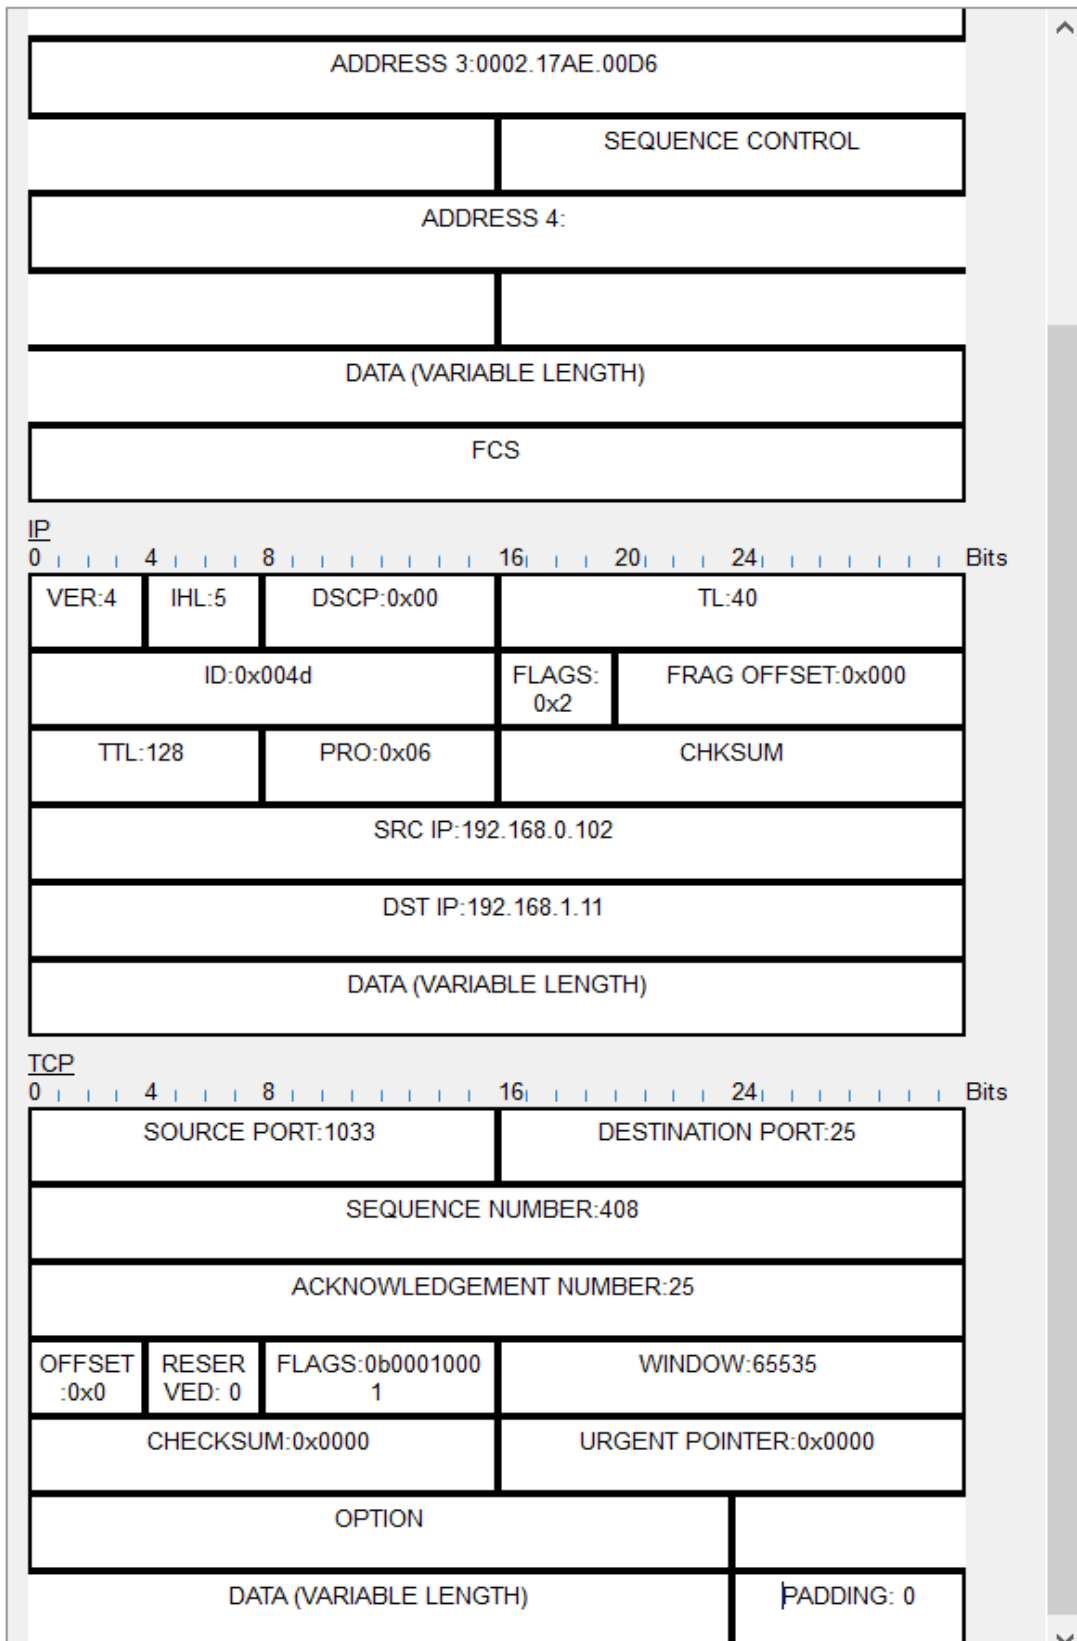 ADDRESS 3:0002.17AE.00D6
SEQUENCE CONTROL
ADDRESS 4:
DATA (VARIABLE LENGTH)
FCS
IP
0 4 8 16 20 24 Bits
VER:4 IHL:5 DSCP:0x00 TL:40
ID:0x004d FLAGS: FRAG OFFSET:0x000
0x2
TTL:128 PRO:0x06 CHKSUM
SRC IP:192.168.0.102
DST IP:192.168.1.11
DATA (VARIABLE LENGTH)
TCP
0 4 8 16 24 Bits
SOURCE PORT:1033 DESTINATION PORT:25
SEQUENCE NUMBER:408
ACKNOWLEDGEMENT NUMBER:25
OFFSET RESER FLAGS:0b0001000 WINDOW:65535
:0x0 VED: 0 1
CHECKSUM:0x0000 URGENT POINTER:0x0000
OPTION
DATA (VARIABLE LENGTH) PADDING: 0